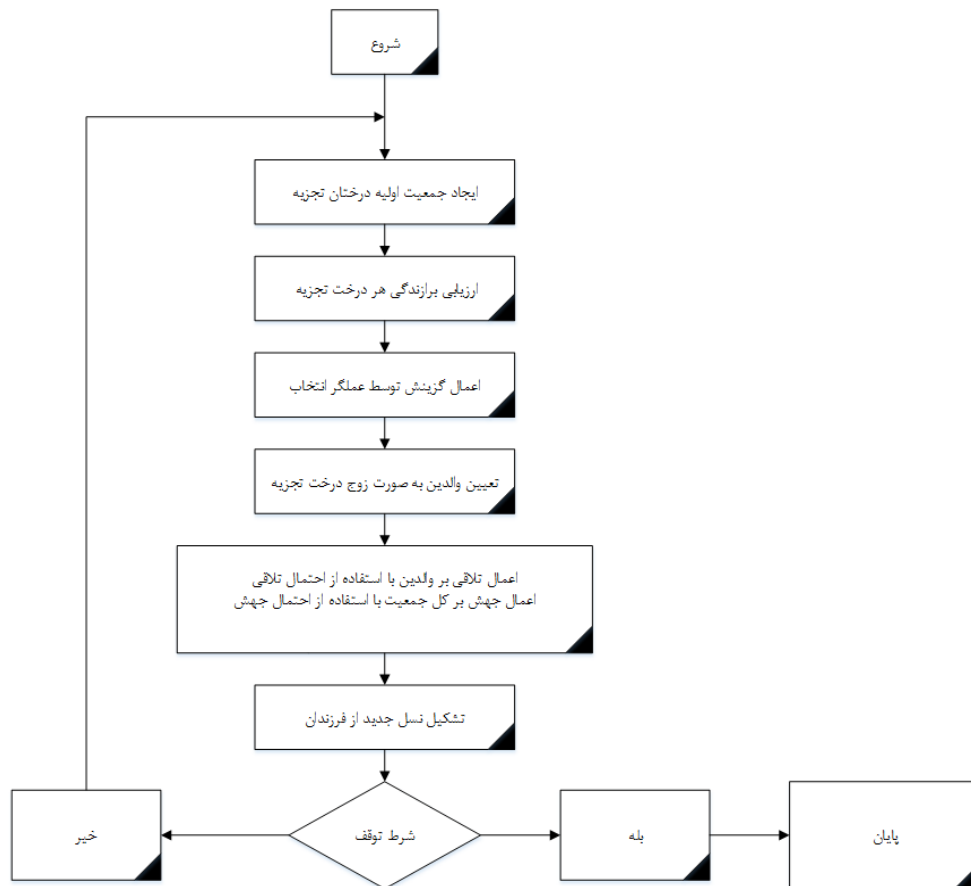 شروع
ایجاد جمعیت اولیه درختان تجزیه
ارزیابی برازندگی هر درخت تجزیه
اعمال گزینش توسط عملگر انتخاب
تعیین والدین به صورت زوج درخت تجزیه
اعمال تلاقی بر والدین با استفاده از احتمال تلاقی
اعمال جهش بر کل جمعیت با استفاده از احتمال جهش
تشکیل نسل جدید از فرزندان
شرط توقف
خیر
بله
پایان